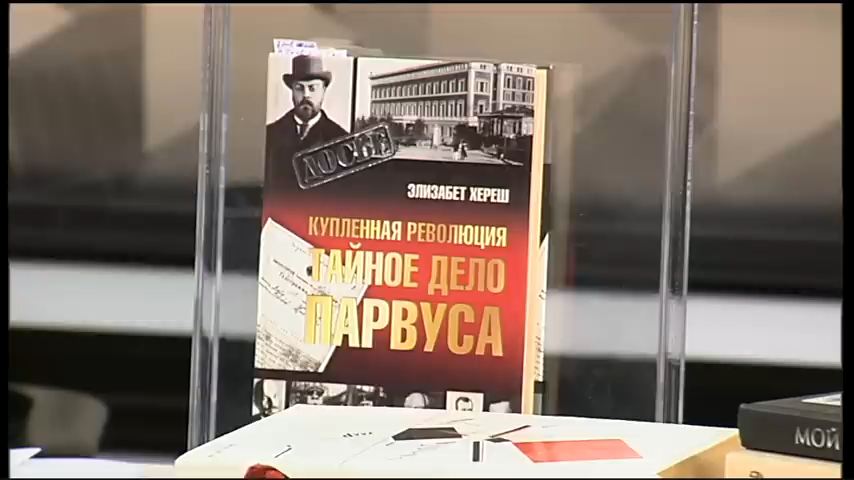 ДОСЬЕ
ЭЛИЗАБЕТ ХЕРЕШ
КУПЛЕННАЯ РЕВОЛЮЦИЯ
ТАЙНОЕ ДЕЛО
ПАРВУСА
МОЙ